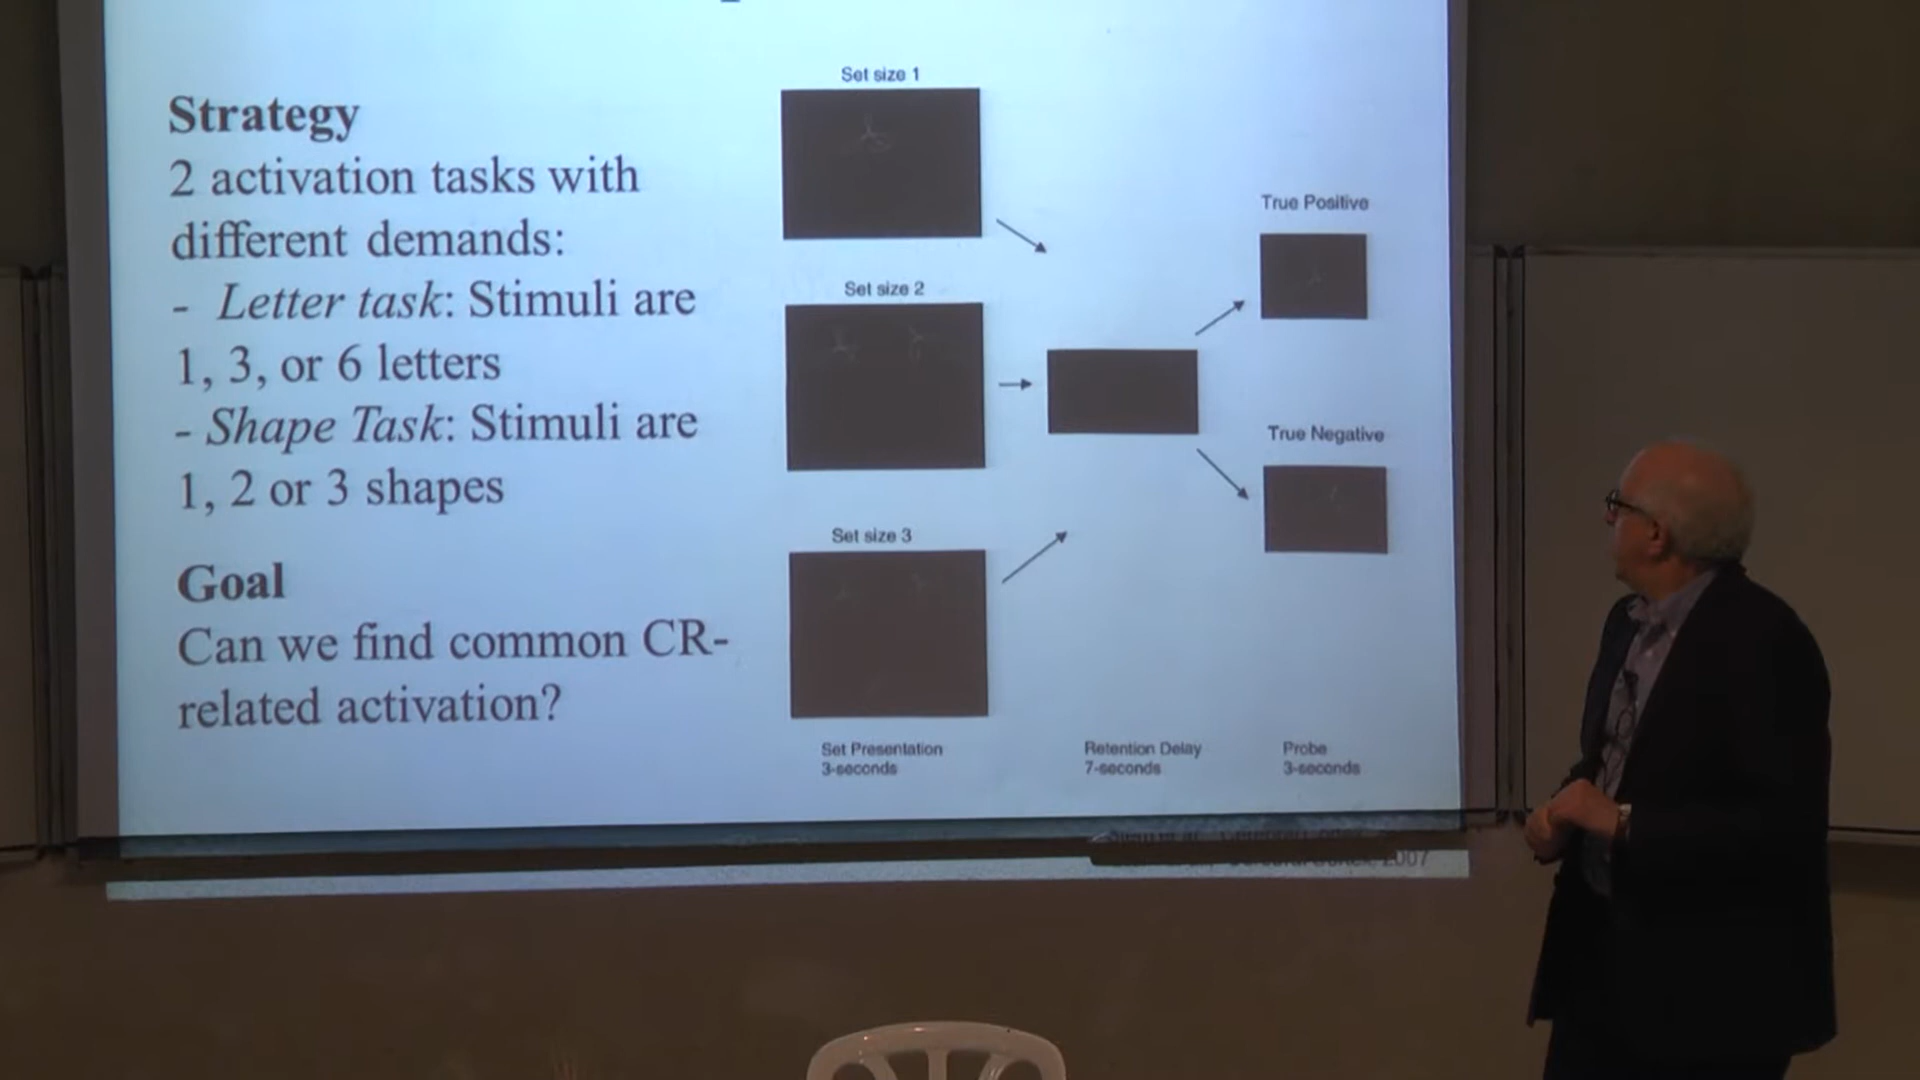 Strategy
2 activation tasks with
different demands:
- Letter task: Stimuli are
1, 3, or 6 letters
- Shape Task: Stimuli are
1, 2 or 3 shapes
Goal
Can we find common CR-
related activation?
Set size 1
Set size 2
Set size 3
True Positive
True Negative
Set Presentation
3-seconds
Retention Delay
7-seconds
Probe
3-seconds
2007